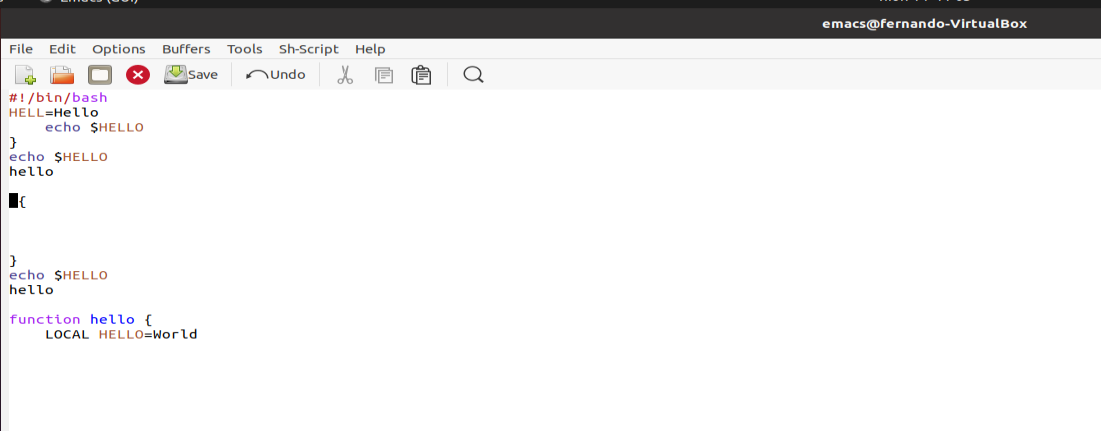 emacs@fernando-VirtualBox
File Edit Options Buffers Tools Sh-Script Help
Save Undo
#!/bin/bash
HELL=Hello
    echo $HELLO
}
echo $HELLO
hello
{
}
echo $HELLO
hello
function hello {
    LOCAL HELLO=World